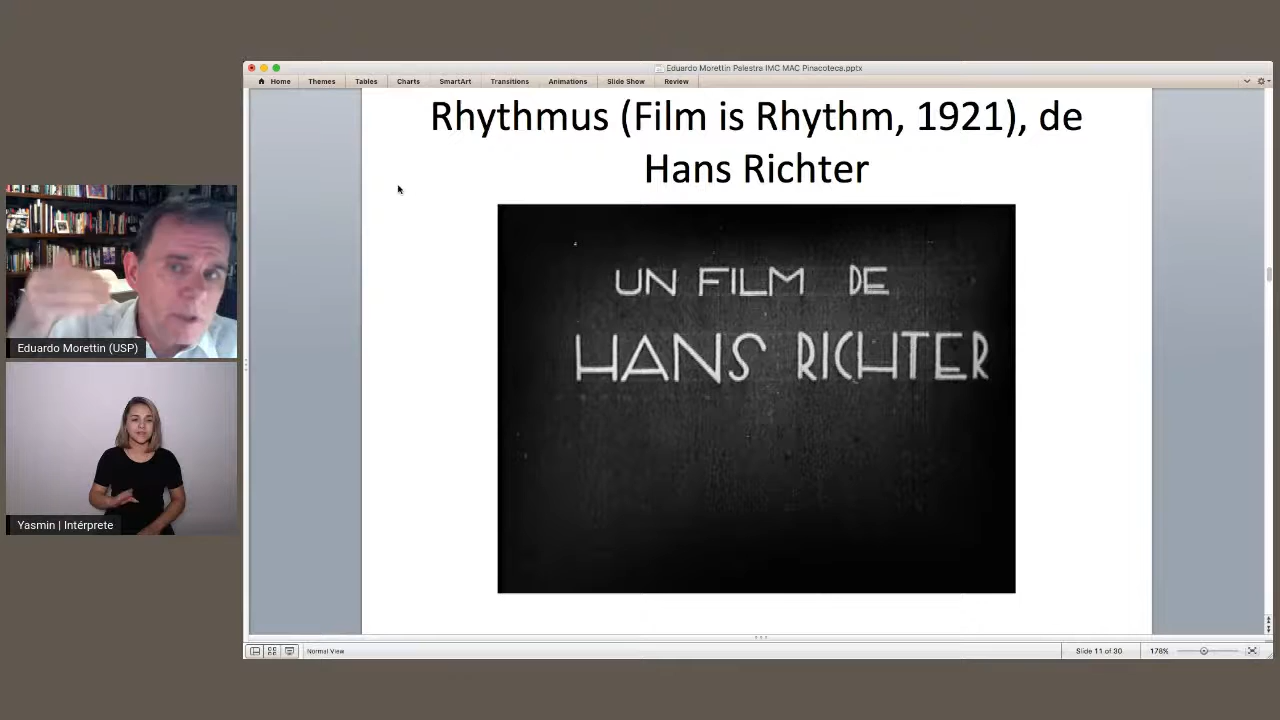 Eduardo Morettin Palestra IMC MAC Pinacoteca.pptx
Home Themes Tables Charts SmartArt Transitions Animations Slide Show Review
Rhythmus (Film is Rhythm, 1921), de
Hans Richter
UN FILM DE
HANS RICHTER
Eduardo Morettin (USP)
Yasmin | Intérprete
Normal View
Slide 11 of 30
178%